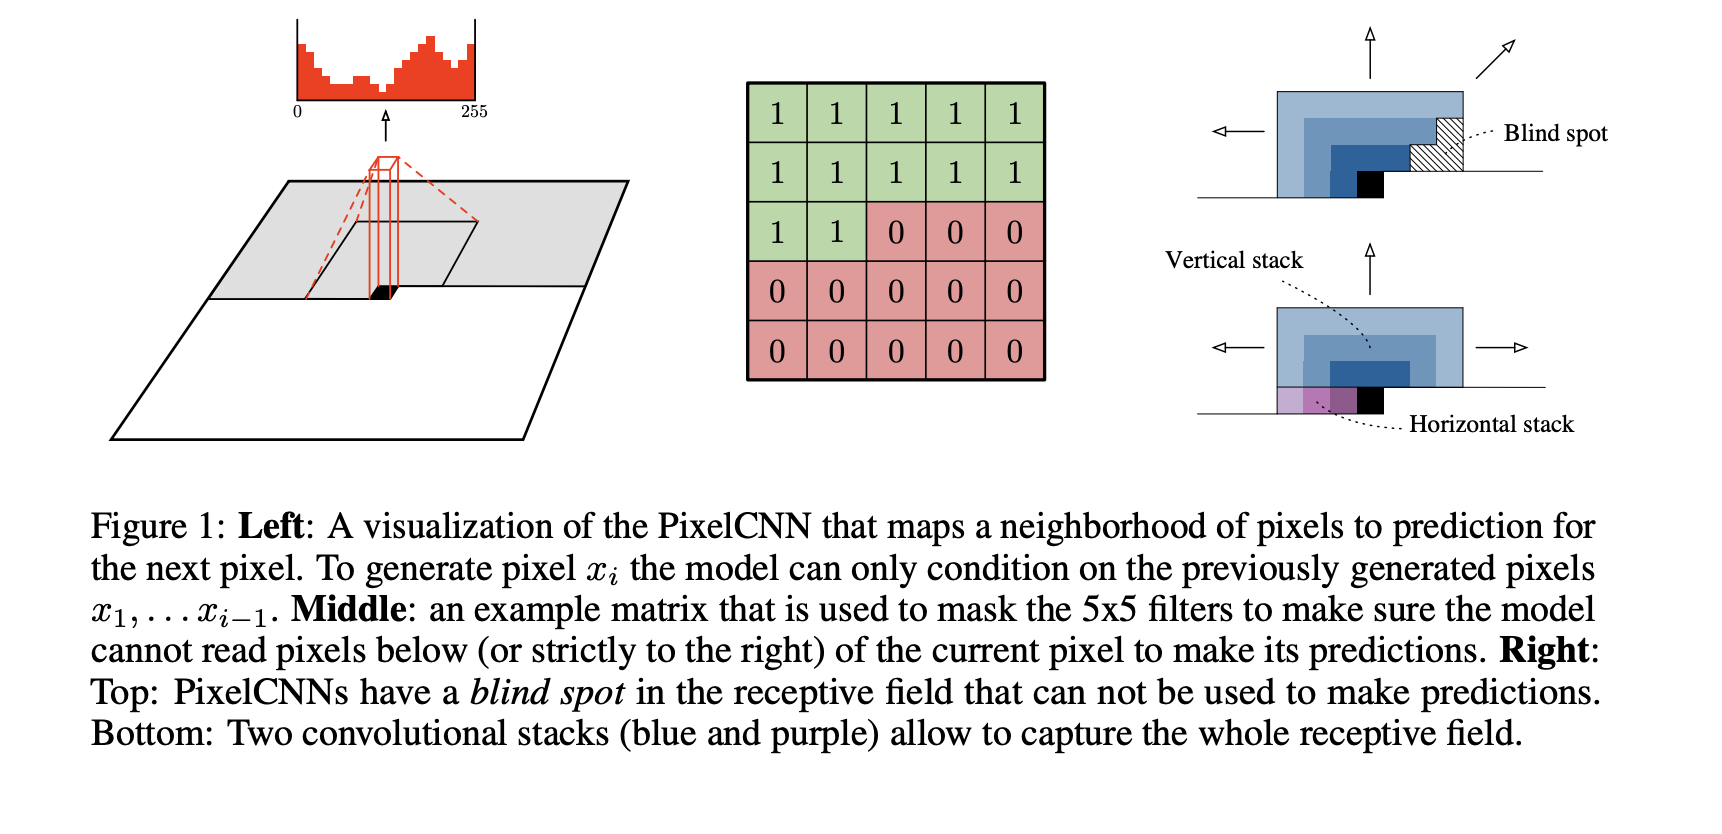 0 255
1 1 1 1 1
1 1 1 1 1
1 1 0 0 0
0 0 0 0 0
0 0 0 0 0
Blind spot
Vertical stack
Horizontal stack
Figure 1: Left: A visualization of the PixelCNN that maps a neighborhood of pixels to prediction for
the next pixel. To generate pixel xᵢ the model can only condition on the previously generated pixels
x₁, . . . xᵢ₋₁. Middle: an example matrix that is used to mask the 5x5 filters to make sure the model
cannot read pixels below (or strictly to the right) of the current pixel to make its predictions. Right:
Top: PixelCNNs have a blind spot in the receptive field that can not be used to make predictions.
Bottom: Two convolutional stacks (blue and purple) allow to capture the whole receptive field.